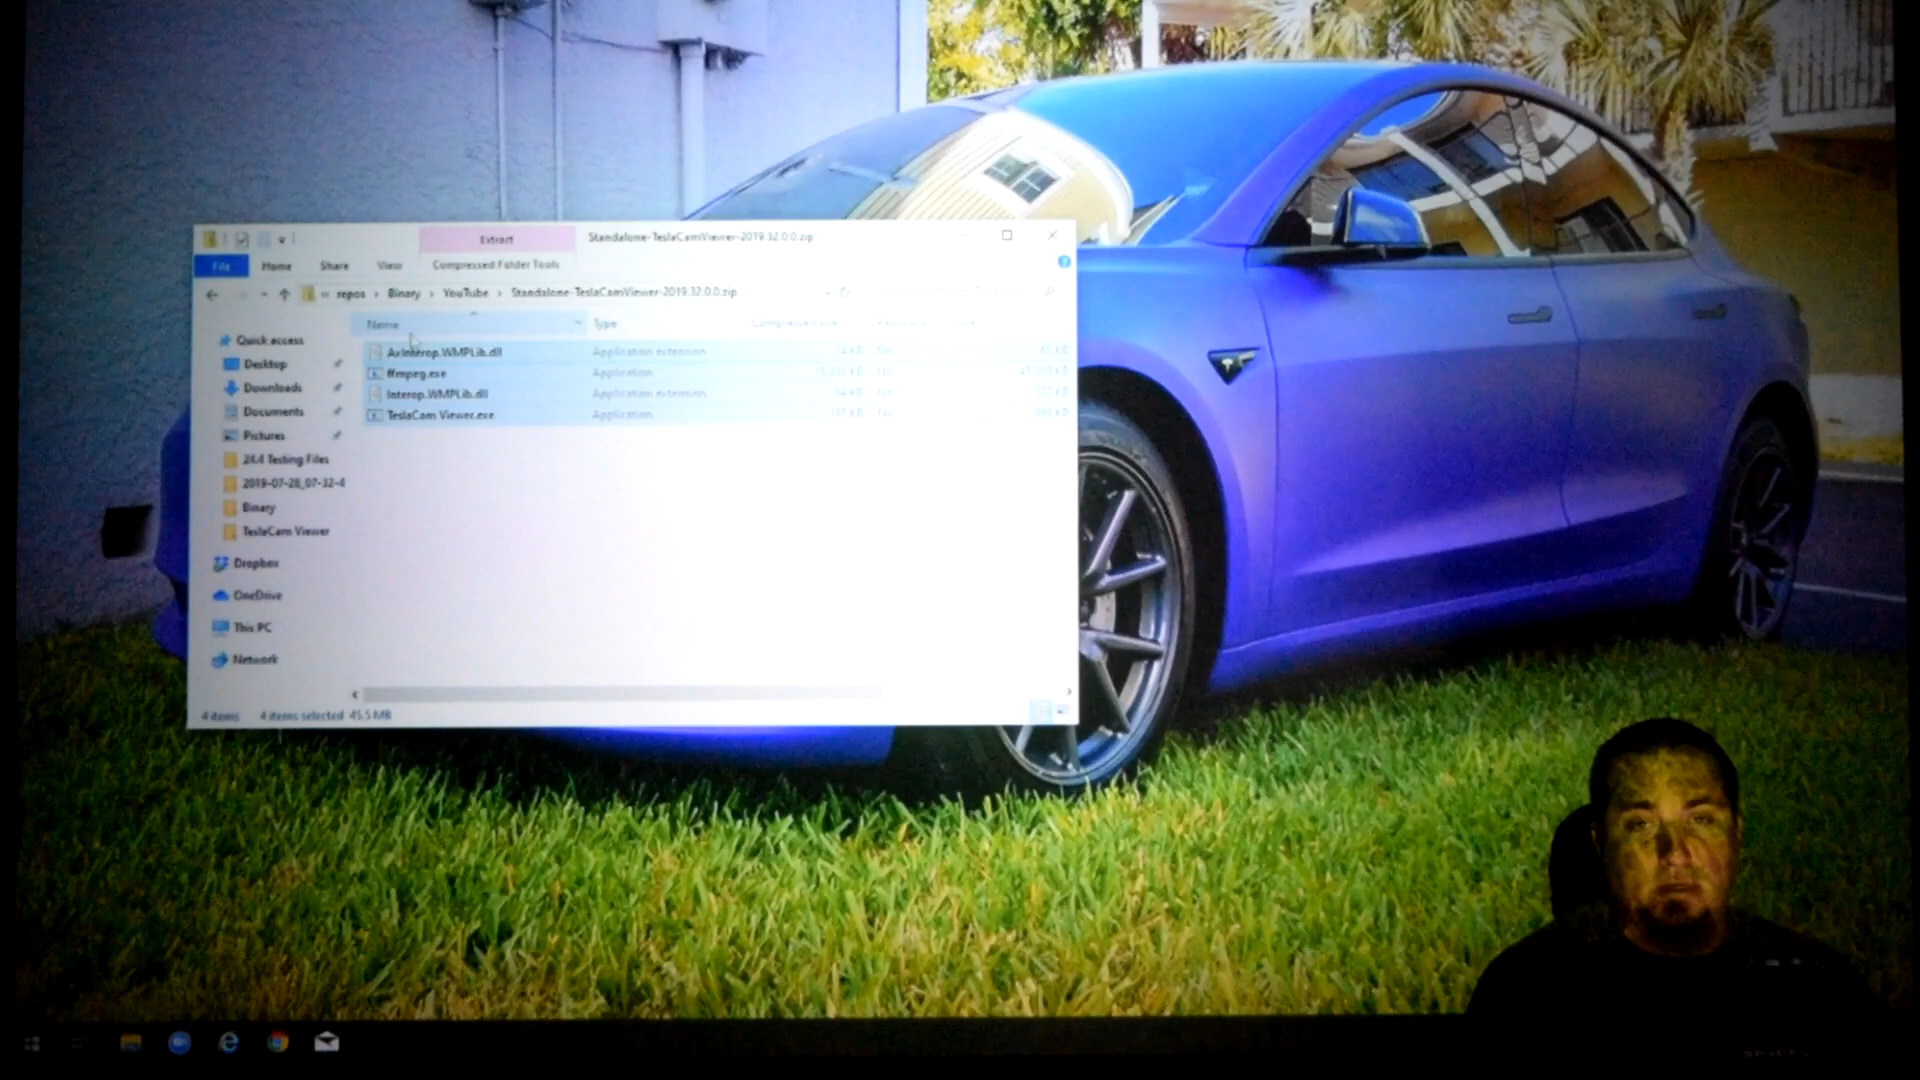 Extract
Standalone-TeslaCamViewer-2019.32.0.0.zip
File Home Share View Compressed Folder Tools
« repos › Binary › YouTube › Standalone-TeslaCamViewer-2019.32.0.0.zip
Name Type
Quick access
Desktop
Downloads
Documents
Pictures
24.4 Testing Files
2019-07-28_07-32-4
Binary
TeslaCam Viewer
Dropbox
OneDrive
This PC
Network
AxInterop.WMPLib.dll Application extension
ffmpeg.exe Application
Interop.WMPLib.dll Application extension
TeslaCam Viewer.exe Application
4 items 4 items selected 45.5 MB